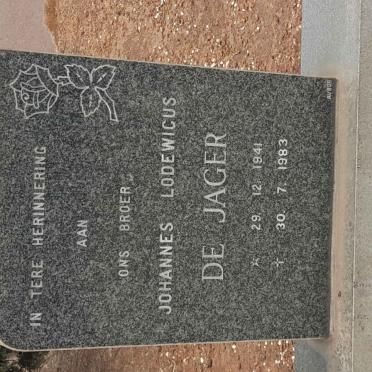 IN TERE HERINNERING
AAN
ONS BROER
JOHANNES LODEWICUS
DE JAGER
☆ 29. 12. 1941
✝ 30. 7. 1983